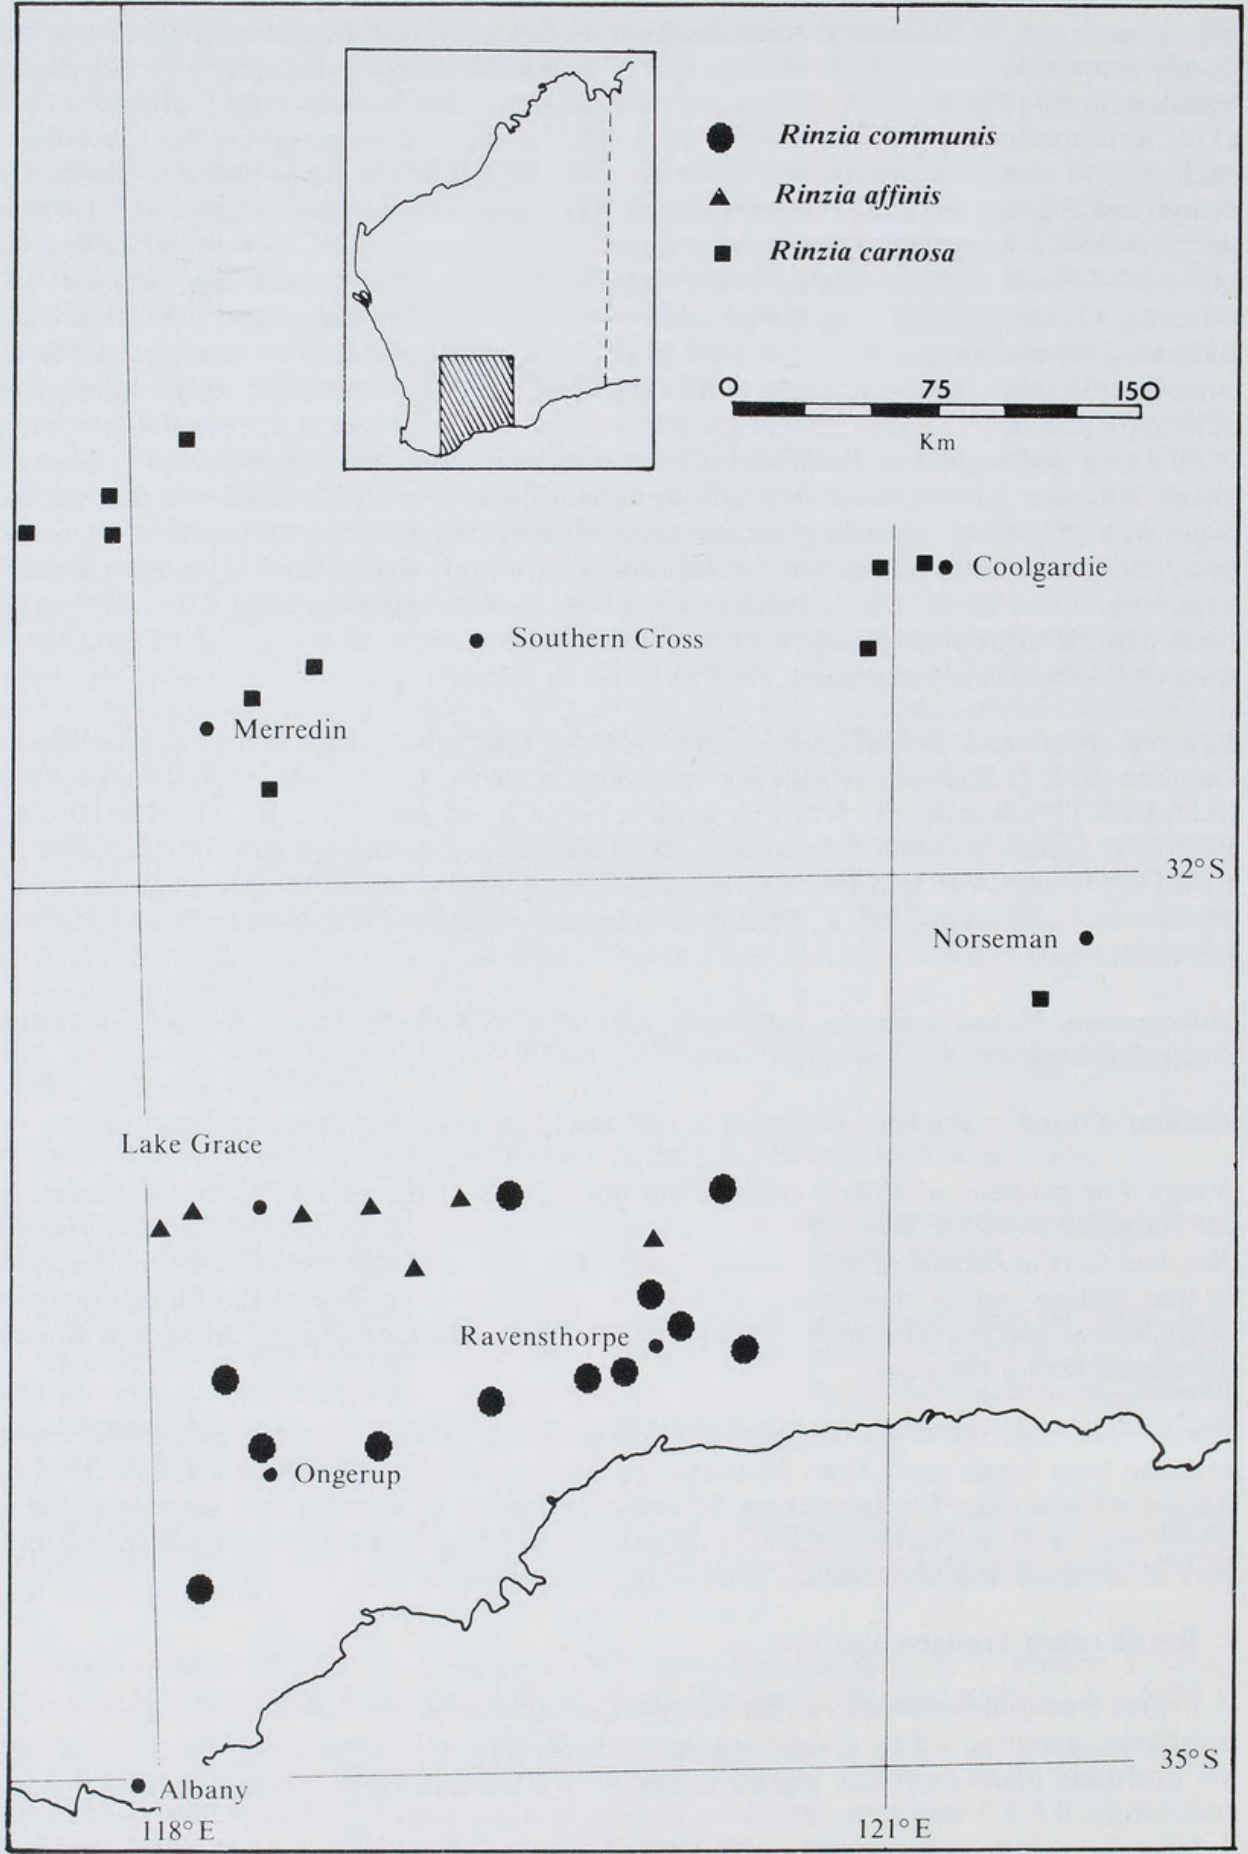 Rinzia communis
Rinzia affinis
Rinzia carnosa
0 75 150
Km
Coolgardie
Southern Cross
Merredin
32°S
Norseman
Lake Grace
Ravensthorpe
Ongerup
35°S
Albany
118°E 121°E